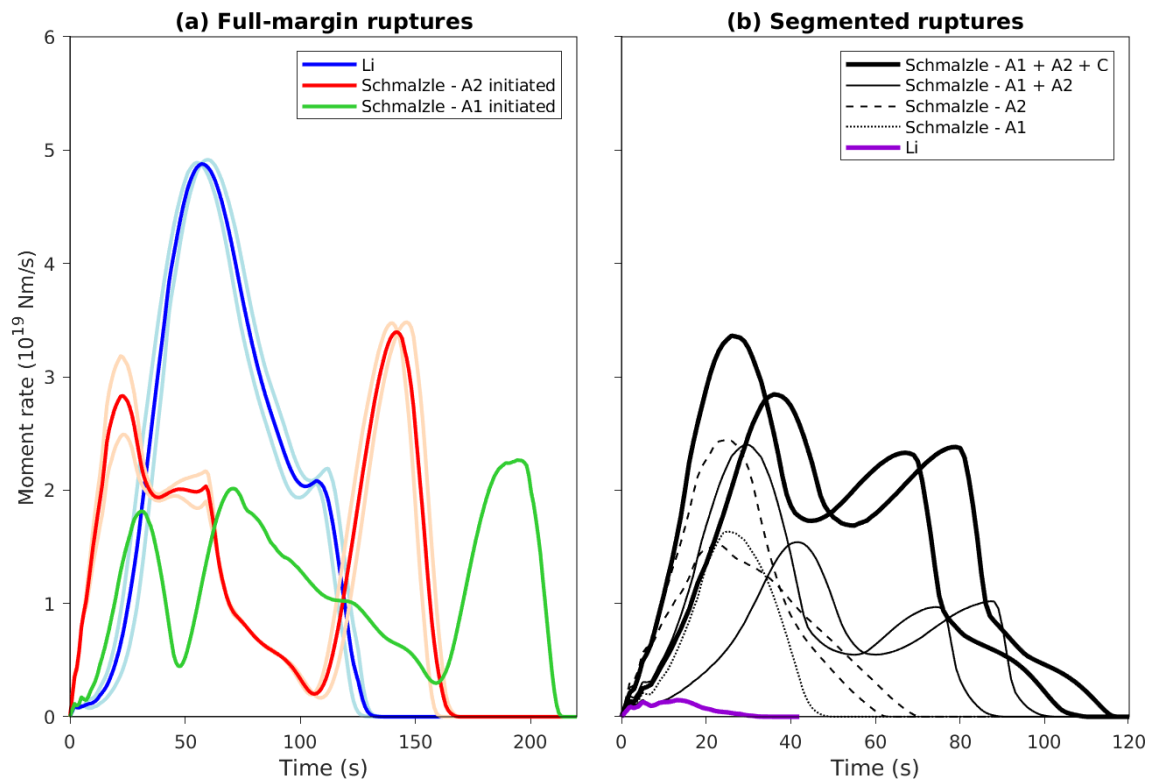 (a) Full-margin ruptures
(b) Segmented ruptures
Li
Schmalzle - A2 initiated
Schmalzle - A1 initiated
Schmalzle - A1 + A2 + C
Schmalzle - A1 + A2
Schmalzle - A2
Schmalzle - A1
Li
Moment rate (10^19 Nm/s)
6
5
4
3
2
1
0
0 50 100 150 200
0 20 40 60 80 100 120
Time (s)
Time (s)